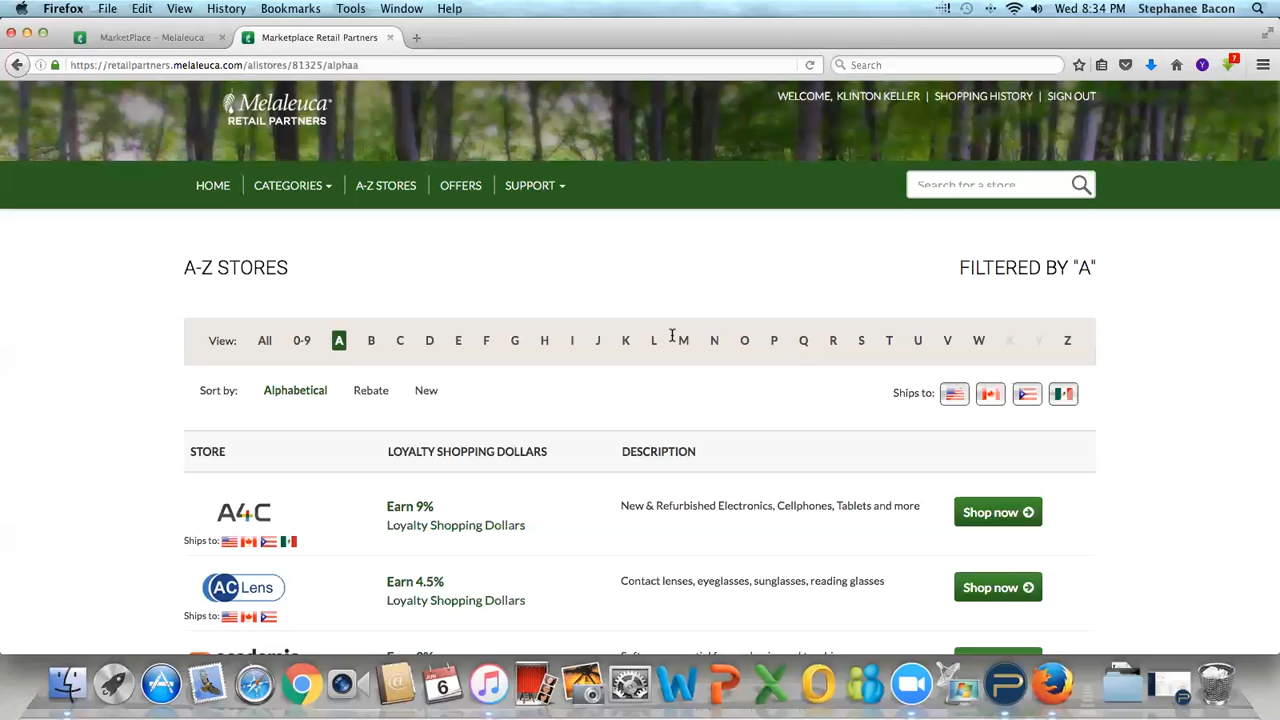 Firefox File Edit View History Bookmarks Tools Window Help Wed 8:34 PM Stephanee Bacon
MarketPlace – Melaleuca
Marketplace Retail Partners
https://retailpartners.melaleuca.com/allstores/81325/alphaa
Search
7
Melaleuca®
RETAIL PARTNERS
WELCOME, KLINTON KELLER | SHOPPING HISTORY | SIGN OUT
HOME CATEGORIES A-Z STORES OFFERS SUPPORT
Search for a store
A-Z STORES
FILTERED BY "A"
View: All 0-9 A B C D E F G H I J K L M N O P Q R S T U V W X Y Z
Sort by: Alphabetical Rebate New
Ships to:
STORE LOYALTY SHOPPING DOLLARS DESCRIPTION
A4C
Ships to:
Earn 9%
Loyalty Shopping Dollars
New & Refurbished Electronics, Cellphones, Tablets and more
Shop now
AC Lens
Ships to:
Earn 4.5%
Loyalty Shopping Dollars
Contact lenses, eyeglasses, sunglasses, reading glasses
Shop now
6